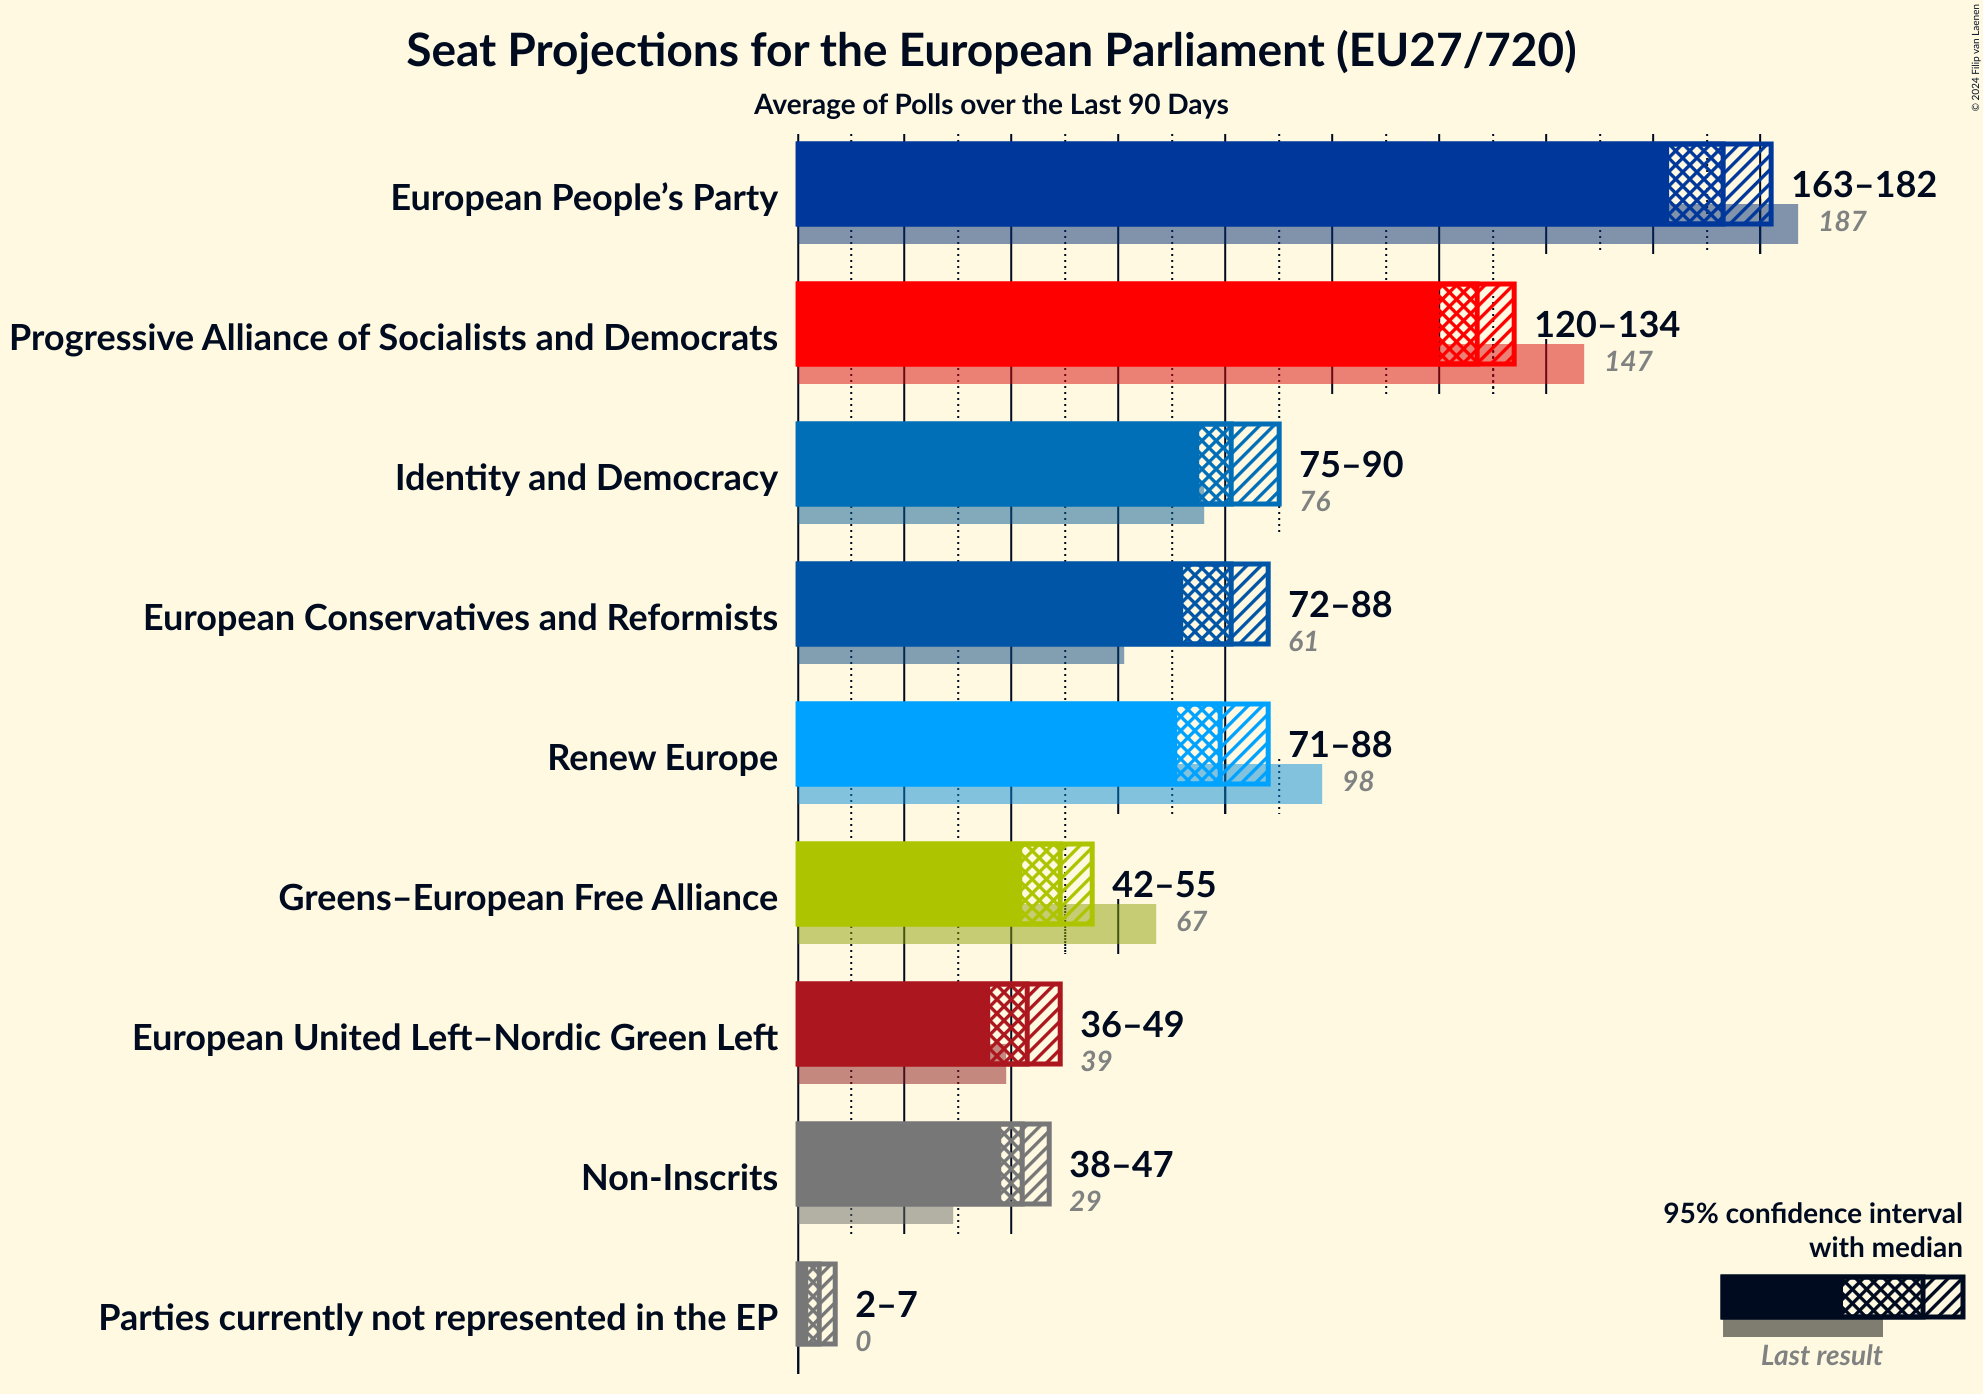 Seat Projections for the European Parliament (EU27/720)
Average of Polls over the Last 90 Days
© 2024 Filip van Laenen
European People’s Party
163–182
187
Progressive Alliance of Socialists and Democrats
120–134
147
Identity and Democracy
75–90
76
European Conservatives and Reformists
72–88
61
Renew Europe
71–88
98
Greens–European Free Alliance
42–55
67
European United Left–Nordic Green Left
36–49
39
Non-Inscrits
38–47
29
Parties currently not represented in the EP
2–7
0
95% confidence interval
with median
Last result